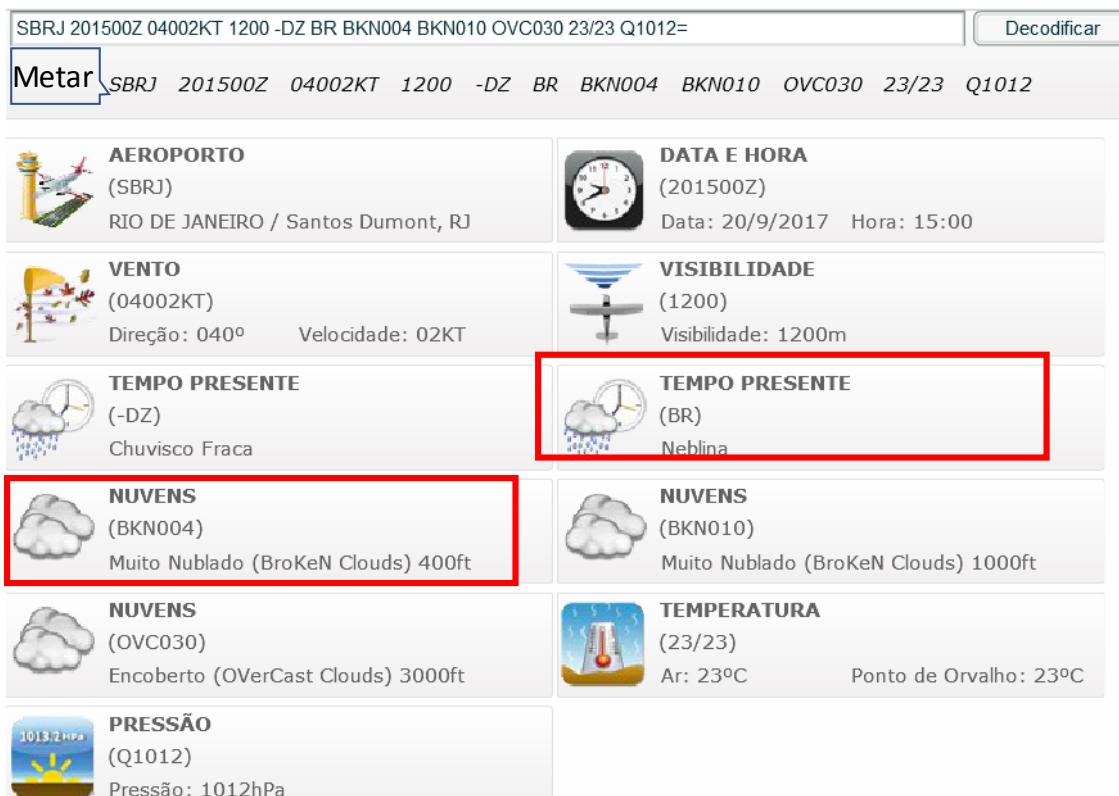 SBRJ 201500Z 04002KT 1200 -DZ BR BKN004 BKN010 OVC030 23/23 Q1012=
Decodificar
Metar
SBRJ 201500Z 04002KT 1200 -DZ BR BKN004 BKN010 OVC030 23/23 Q1012
AEROPORTO
(SBRJ)
RIO DE JANEIRO / Santos Dumont, RJ
DATA E HORA
(201500Z)
Data: 20/9/2017 Hora: 15:00
VENTO
(04002KT)
Direção: 040º Velocidade: 02KT
VISIBILIDADE
(1200)
Visibilidade: 1200m
TEMPO PRESENTE
(-DZ)
Chuvisco Fraca
TEMPO PRESENTE
(BR)
Neblina
NUVENS
(BKN004)
Muito Nublado (BroKeN Clouds) 400ft
NUVENS
(BKN010)
Muito Nublado (BroKeN Clouds) 1000ft
NUVENS
(OVC030)
Encoberto (OVerCast Clouds) 3000ft
TEMPERATURA
(23/23)
Ar: 23ºC Ponto de Orvalho: 23ºC
1013.2 HPa
PRESSÃO
(Q1012)
Pressão: 1012hPa